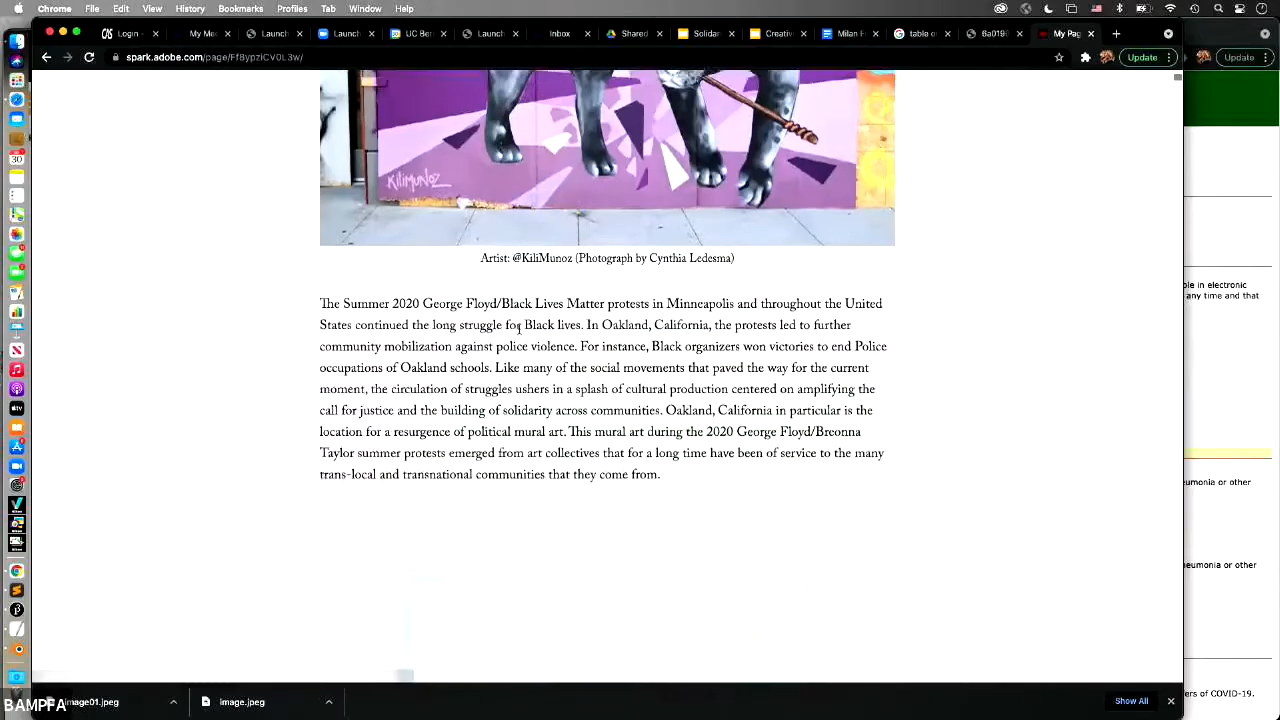 Chrome File Edit View History Bookmarks Profiles Tab Window Help
Login -
My Me
Launch
Launch
UC Ber
Launch
Inbox
Shared
Solidar
Creativ
Milan F
table o
6a019
My Pag
spark.adobe.com/page/Ff8ypziCV0L3w/
Update
Update
KiLiMUÑOZ
Artist: @KiliMunoz (Photograph by Cynthia Ledesma)
The Summer 2020 George Floyd/Black Lives Matter protests in Minneapolis and throughout the United
States continued the long struggle for Black lives. In Oakland, California, the protests led to further
community mobilization against police violence. For instance, Black organizers won victories to end Police
occupations of Oakland schools. Like many of the social movements that paved the way for the current
moment, the circulation of struggles ushers in a splash of cultural production centered on amplifying the
call for justice and the building of solidarity across communities. Oakland, California in particular is the
location for a resurgence of political mural art. This mural art during the 2020 George Floyd/Breonna
Taylor summer protests emerged from art collectives that for a long time have been of service to the many
trans-local and transnational communities that they come from.
ble in electronic
any time and that
eumonia or other
neumonia or other
fers of COVID-19.
30
tv
BAMPFA
image01.jpeg
image.jpeg
Show All